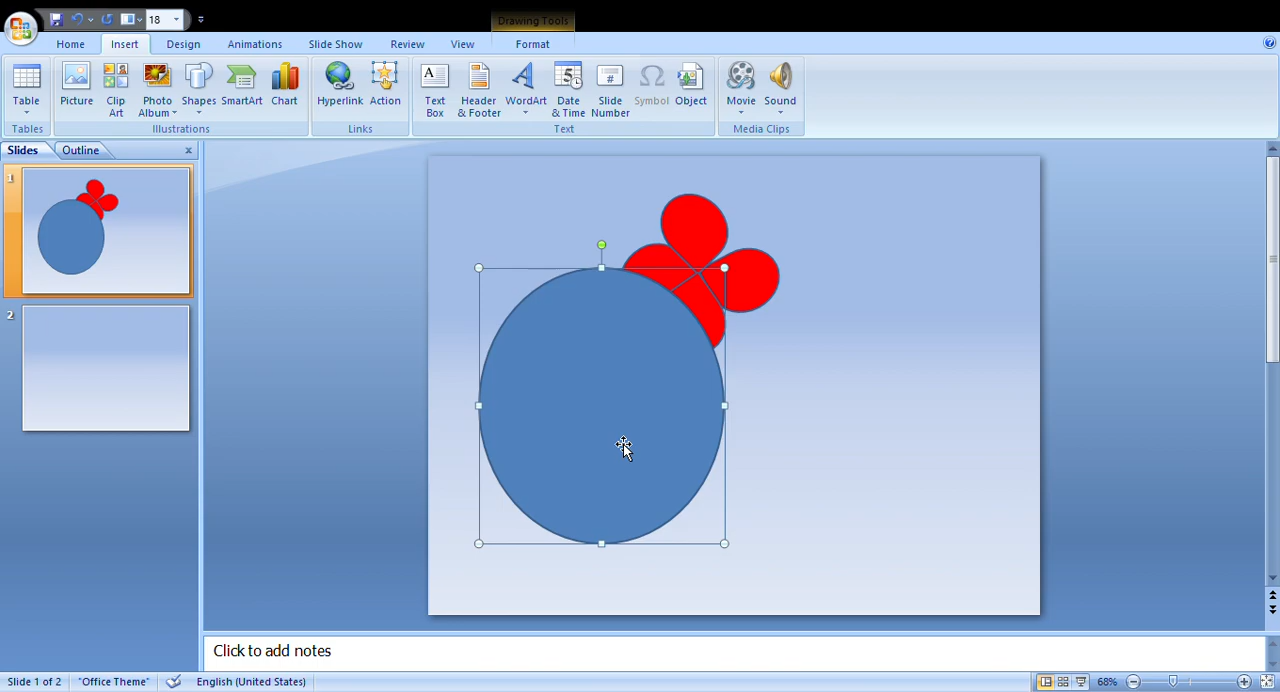 18
Drawing Tools
Home Insert Design Animations Slide Show Review View Format
Table Picture Clip Art Photo Album Shapes SmartArt Chart Hyperlink Action Text Box Header & Footer WordArt Date & Time Slide Number Symbol Object Movie Sound
Tables Illustrations Links Text Media Clips
Slides Outline
1
2
Click to add notes
Slide 1 of 2 "Office Theme" English (United States) 68%